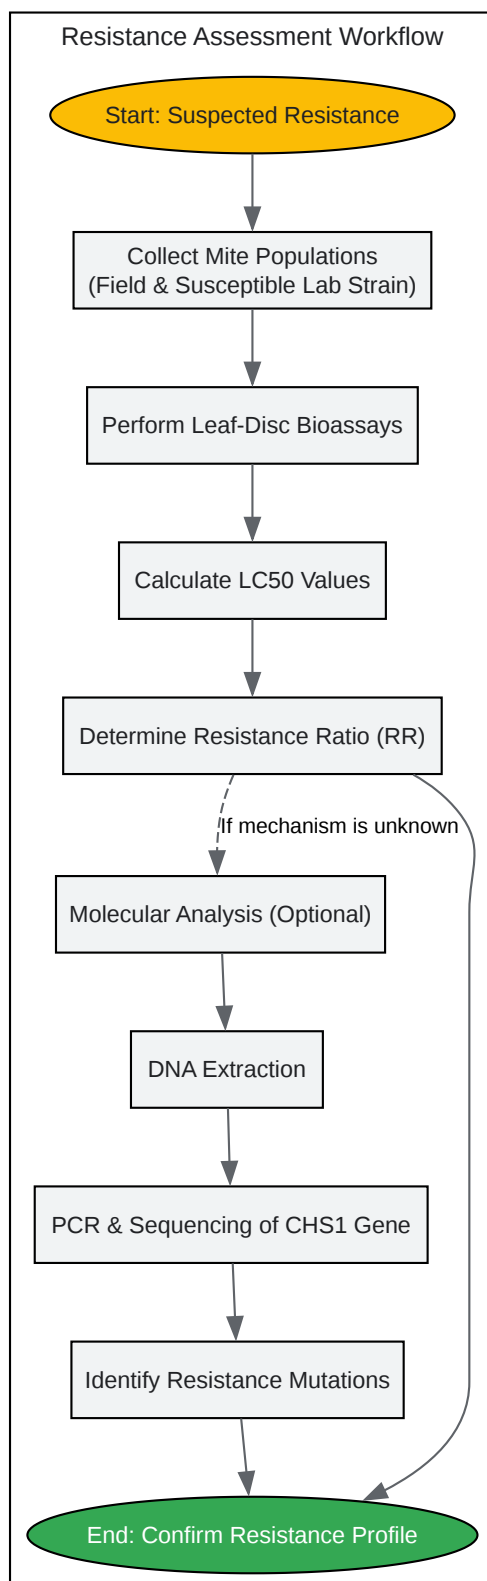 Resistance Assessment Workflow
Start: Suspected Resistance
Collect Mite Populations
(Field & Susceptible Lab Strain)
Perform Leaf-Disc Bioassays
Calculate LC50 Values
Determine Resistance Ratio (RR)
If mechanism is unknown
Molecular Analysis (Optional)
DNA Extraction
PCR & Sequencing of CHS1 Gene
Identify Resistance Mutations
End: Confirm Resistance Profile